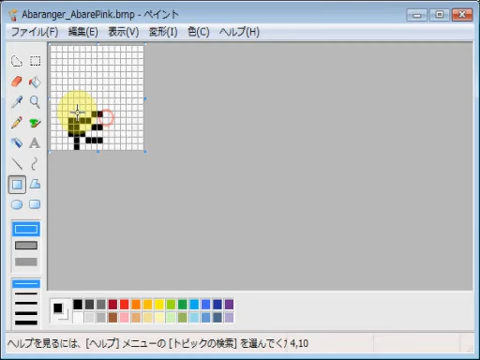 Abaranger_AbarePink.bmp - ペイント
ファイル(F) 編集(E) 表示(V) 変形(I) 色(C) ヘルプ(H)
A
ヘルプを見るには、[ヘルプ] メニューの [トピックの検索] を選んでく 4,10